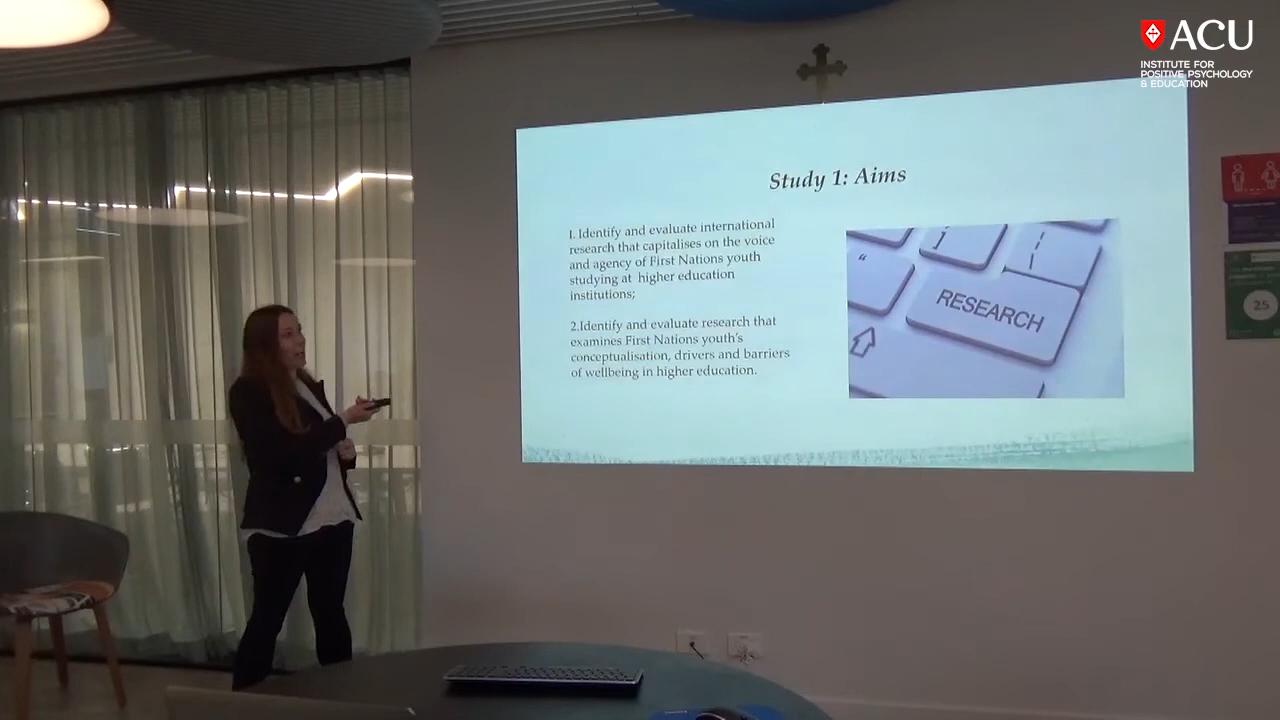 ACU
INSTITUTE FOR
POSITIVE PSYCHOLOGY
& EDUCATION
Study 1: Aims
1. Identify and evaluate international
research that capitalises on the voice
and agency of First Nations youth
studying at higher education
institutions;
2.Identify and evaluate research that
examines First Nations youth's
conceptualisation, drivers and barriers
of wellbeing in higher education.
RESEARCH
25